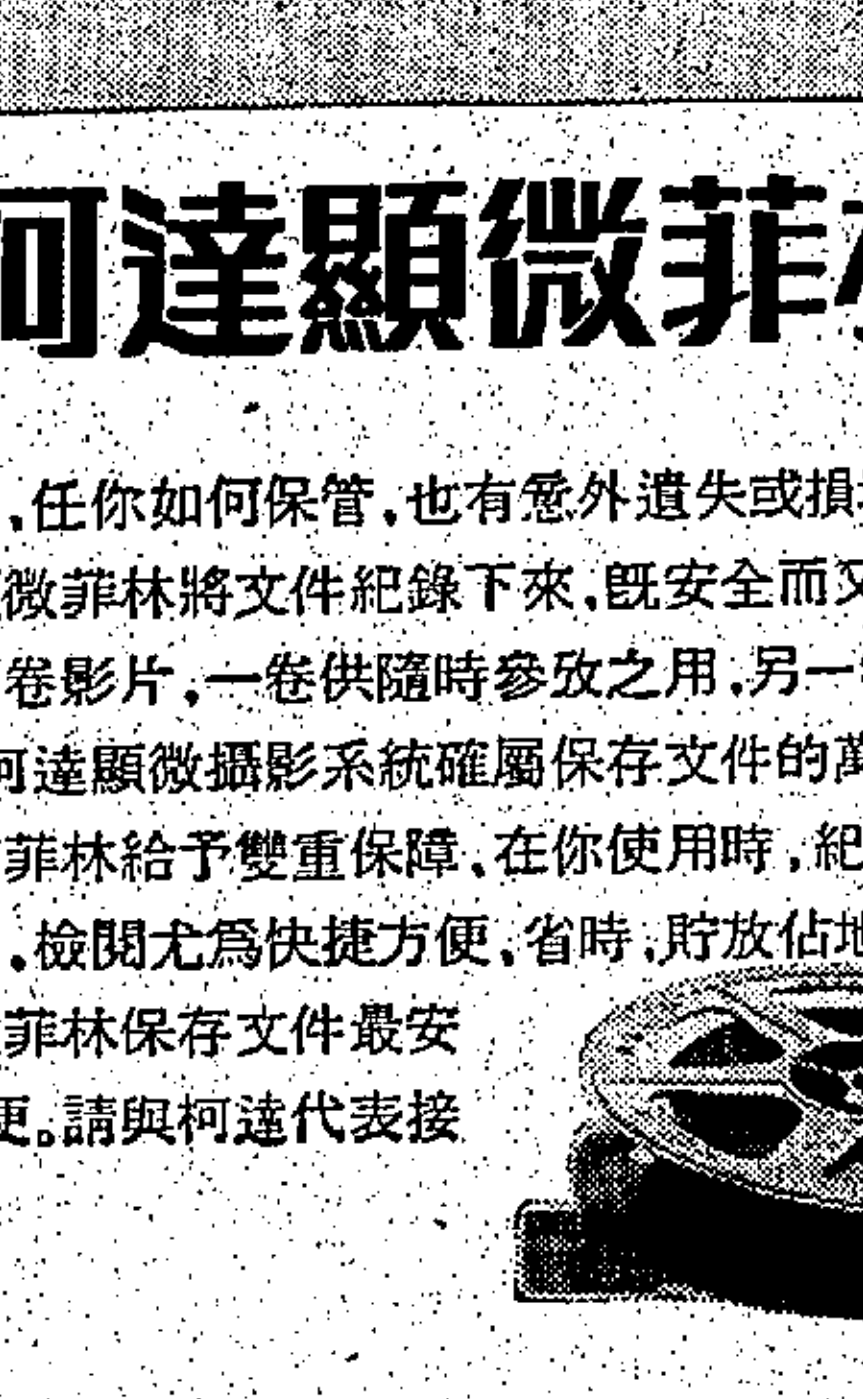 柯達顯微菲林
，任你如何保管，也有意外遺失或損
微菲林將文件紀錄下來，既安全而又
卷影片，一卷供隨時參攷之用，另一
柯達顯微攝影系統確屬保存文件的萬
菲林給予雙重保障，在你使用時，紀
，檢閱尤爲快捷方便，省時，貯放佔地
菲林保存文件最安
便。請與柯達代表接